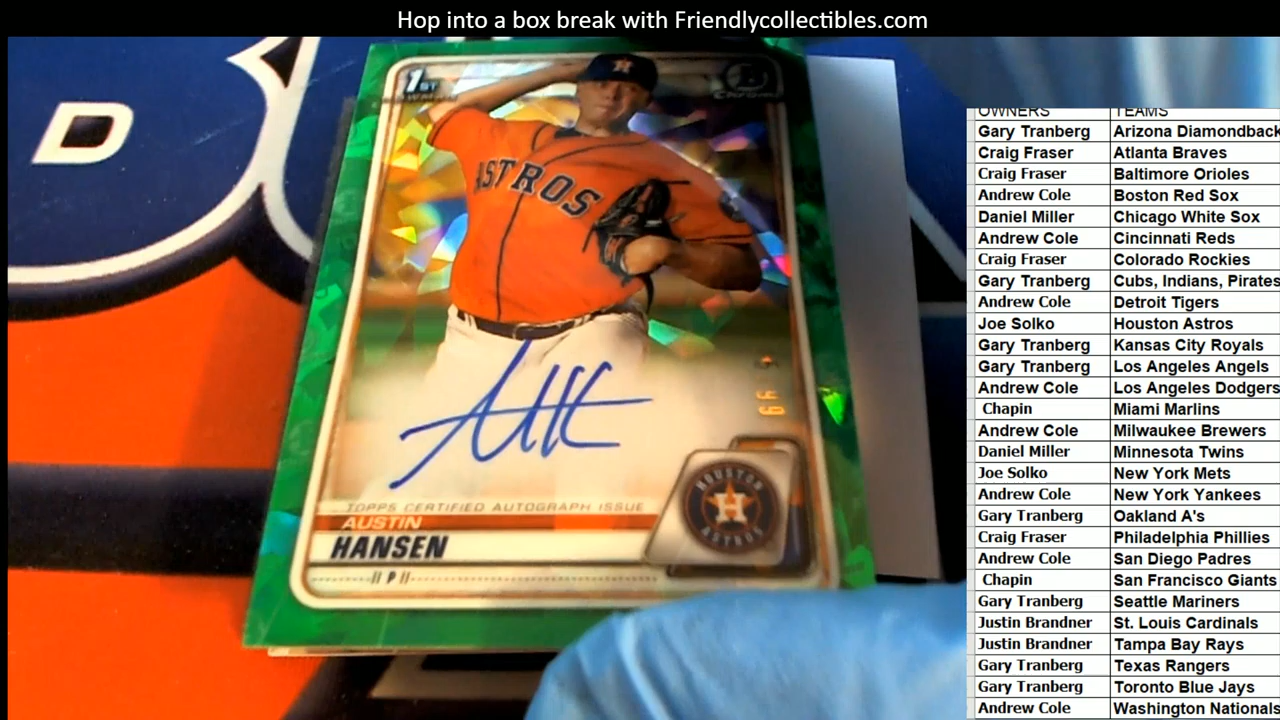 Hop into a box break with Friendlycollectibles.com
D
1ST
BOWMAN
Chrome
H
ASTROS
99
TOPPS CERTIFIED AUTOGRAPH ISSUE
AUSTIN
HANSEN
P
HOUSTON
H
ASTROS
OWNERS TEAMS
Gary Tranberg Arizona Diamondback
Craig Fraser Atlanta Braves
Craig Fraser Baltimore Orioles
Andrew Cole Boston Red Sox
Daniel Miller Chicago White Sox
Andrew Cole Cincinnati Reds
Craig Fraser Colorado Rockies
Gary Tranberg Cubs, Indians, Pirates
Andrew Cole Detroit Tigers
Joe Solko Houston Astros
Gary Tranberg Kansas City Royals
Gary Tranberg Los Angeles Angels
Andrew Cole Los Angeles Dodgers
Chapin Miami Marlins
Andrew Cole Milwaukee Brewers
Daniel Miller Minnesota Twins
Joe Solko New York Mets
Andrew Cole New York Yankees
Gary Tranberg Oakland A's
Craig Fraser Philadelphia Phillies
Andrew Cole San Diego Padres
Chapin San Francisco Giants
Gary Tranberg Seattle Mariners
Justin Brandner St. Louis Cardinals
Justin Brandner Tampa Bay Rays
Gary Tranberg Texas Rangers
Gary Tranberg Toronto Blue Jays
Andrew Cole Washington Nationals